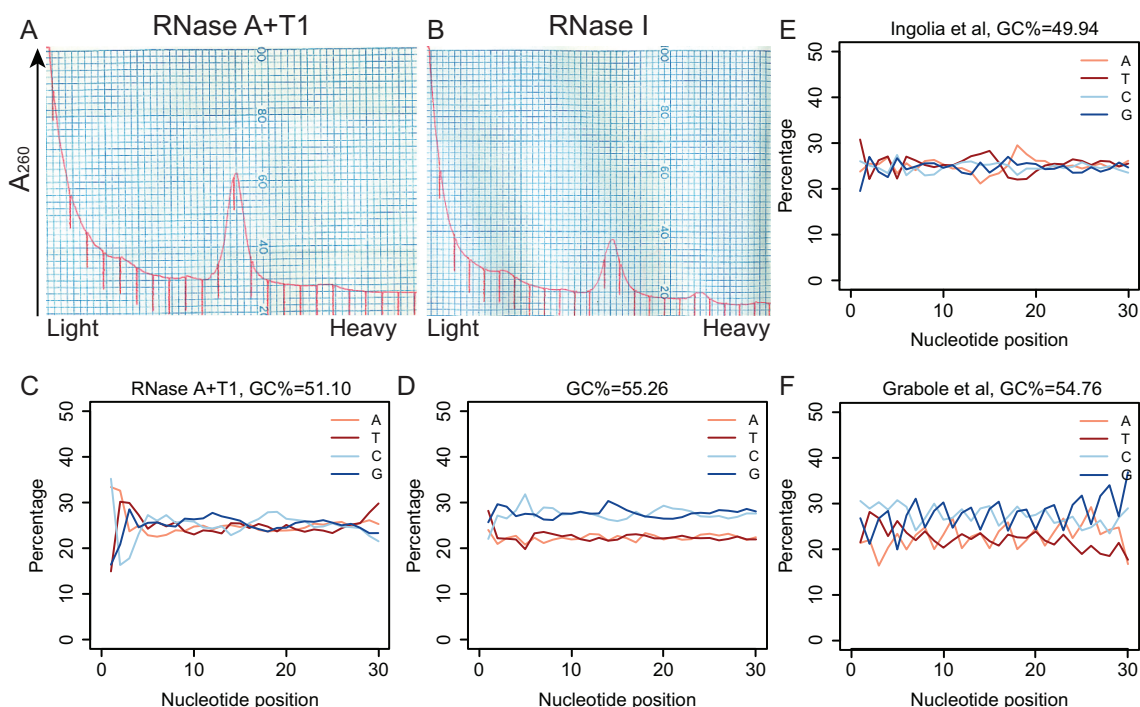 A RNase A+T1
A260
100
80
60
40
Light Heavy
B RNase I
100
80
60
40
20
Light Heavy
E Ingolia et al, GC%=49.94
Percentage
50
40
30
20
10
0
A
T
C
G
0 10 20 30
Nucleotide position
C RNase A+T1, GC%=51.10
Percentage
50
40
30
20
10
0
A
T
C
G
0 10 20 30
Nucleotide position
D GC%=55.26
Percentage
50
40
30
20
10
0
A
T
C
G
0 10 20 30
Nucleotide position
F Grabole et al, GC%=54.76
Percentage
50
40
30
20
10
0
A
T
C
G
0 10 20 30
Nucleotide position